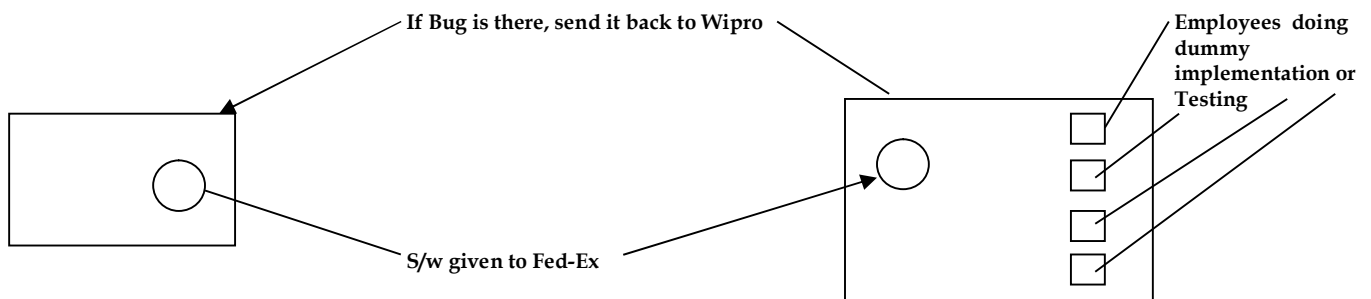 If Bug is there, send it back to Wipro
Employees doing
dummy
implementation or
Testing
S/w given to Fed-Ex